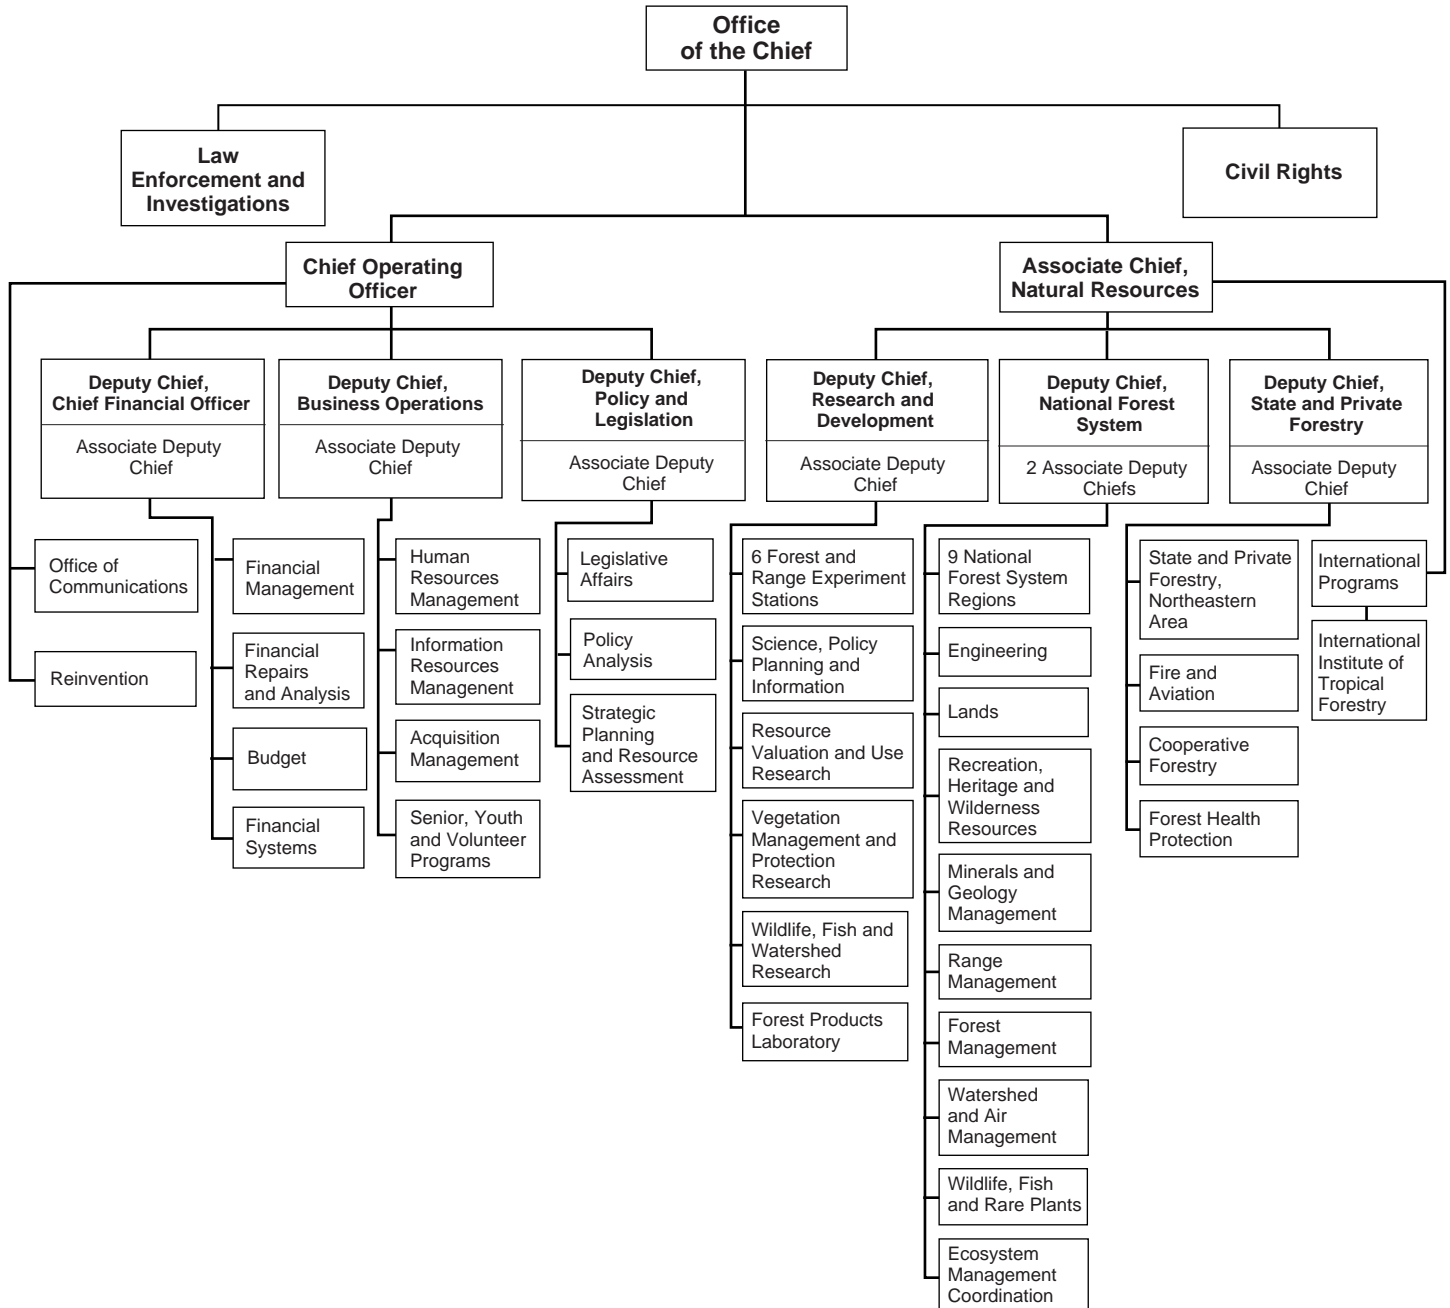 Office
of the Chief
Law
Enforcement and
Investigations
Civil Rights
Chief Operating
Officer
Associate Chief,
Natural Resources
Deputy Chief,
Chief Financial Officer
Associate Deputy
Chief
Deputy Chief,
Business Operations
Associate Deputy
Chief
Deputy Chief,
Policy and
Legislation
Associate Deputy
Chief
Deputy Chief,
Research and
Development
Associate Deputy
Chief
Deputy Chief,
National Forest
System
2 Associate Deputy
Chiefs
Deputy Chief,
State and Private
Forestry
Associate Deputy
Chief
Office of
Communications
Reinvention
Financial
Management
Financial
Repairs
and Analysis
Budget
Financial
Systems
Human
Resources
Management
Information
Resources
Managenent
Acquisition
Management
Senior, Youth
and Volunteer
Programs
Legislative
Affairs
Policy
Analysis
Strategic
Planning
and Resource
Assessment
6 Forest and
Range Experiment
Stations
Science, Policy
Planning and
Information
Resource
Valuation and Use
Research
Vegetation
Management and
Protection
Research
Wildlife, Fish and
Watershed
Research
Forest Products
Laboratory
9 National
Forest System
Regions
Engineering
Lands
Recreation,
Heritage and
Wilderness
Resources
Minerals and
Geology
Management
Range
Management
Forest
Management
Watershed
and Air
Management
Wildlife, Fish
and Rare Plants
Ecosystem
Management
Coordination
State and Private
Forestry,
Northeastern
Area
Fire and
Aviation
Cooperative
Forestry
Forest Health
Protection
International
Programs
International
Institute of
Tropical
Forestry